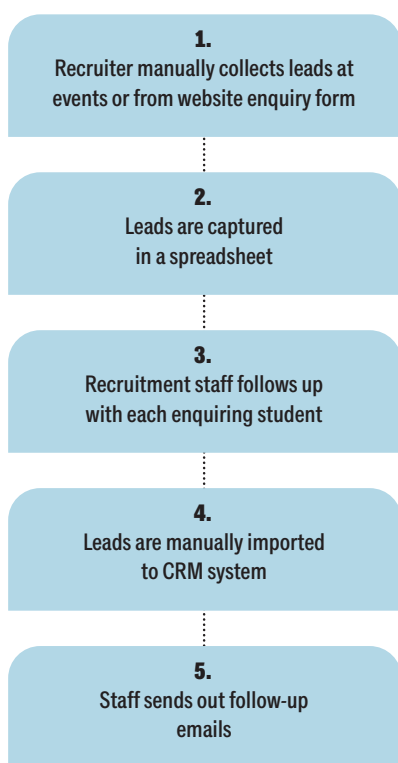 1.
Recruiter manually collects leads at
events or from website enquiry form
2.
Leads are captured
in a spreadsheet
3.
Recruitment staff follows up
with each enquiring student
4.
Leads are manually imported
to CRM system
5.
Staff sends out follow-up
emails